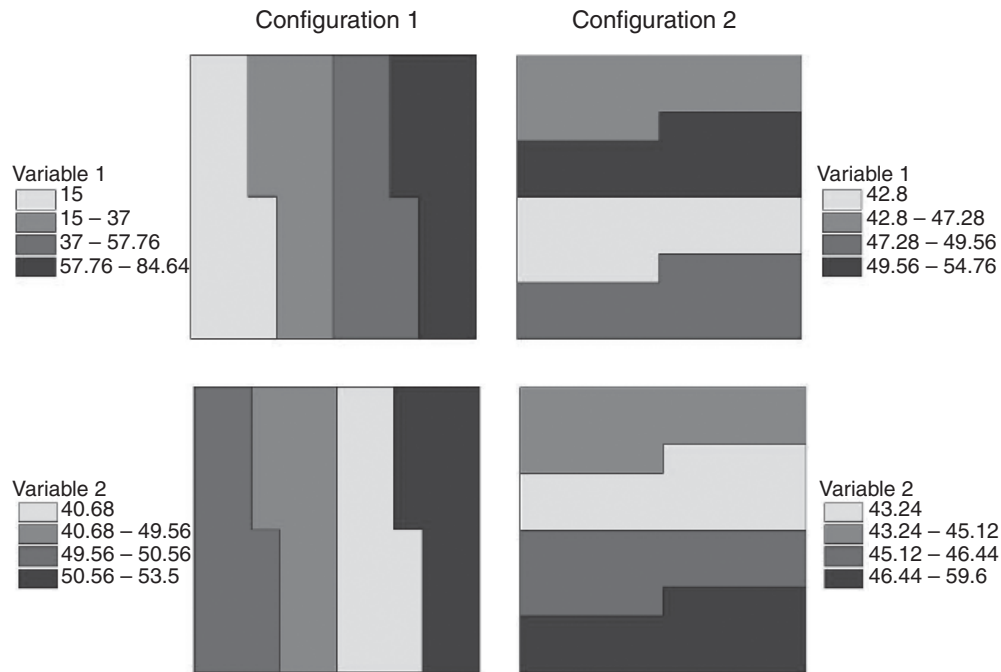 Configuration 1
Configuration 2
Variable 1
15
15 – 37
37 – 57.76
57.76 – 84.64
Variable 1
42.8
42.8 – 47.28
47.28 – 49.56
49.56 – 54.76
Variable 2
40.68
40.68 – 49.56
49.56 – 50.56
50.56 – 53.5
Variable 2
43.24
43.24 – 45.12
45.12 – 46.44
46.44 – 59.6